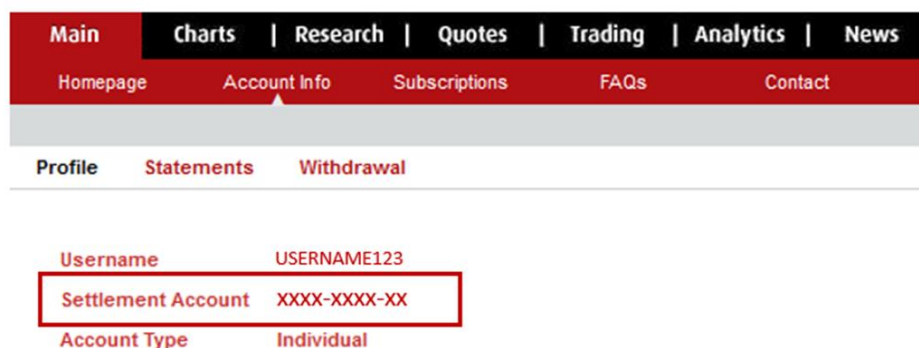 Main Charts | Research | Quotes | Trading | Analytics | News
Homepage Account Info Subscriptions FAQs Contact
Profile Statements Withdrawal
Username USERNAME123
Settlement Account XXXX-XXXX-XX
Account Type Individual